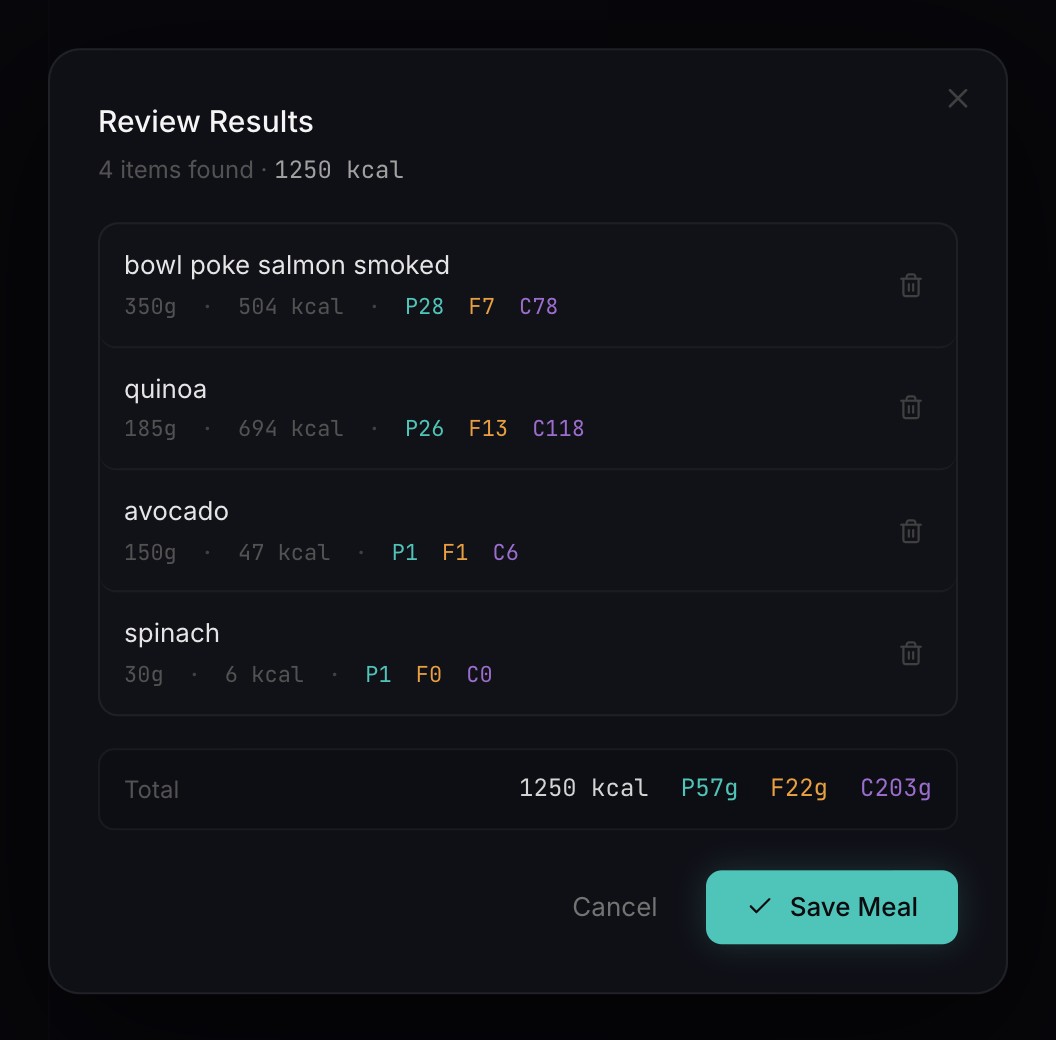 Review Results
4 items found · 1250 kcal
bowl poke salmon smoked
350g · 504 kcal · P28 F7 C78
quinoa
185g · 694 kcal · P26 F13 C118
avocado
150g · 47 kcal · P1 F1 C6
spinach
30g · 6 kcal · P1 F0 C0
Total 1250 kcal P57g F22g C203g
Cancel Save Meal